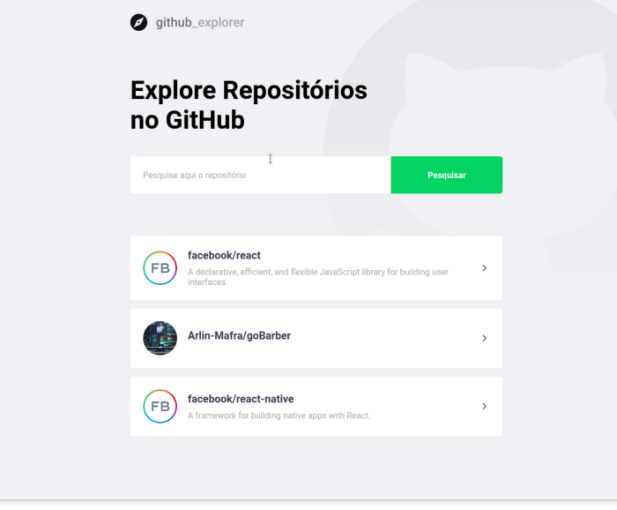 github_explorer
Explore Repositórios
no GitHub
Pesquise aqui o repositório
Pesquisar
FB
facebook/react
A declarative, efficient, and flexible JavaScript library for building user
interfaces.
Arlin-Mafra/goBarber
FB
facebook/react-native
A framework for building native apps with React.